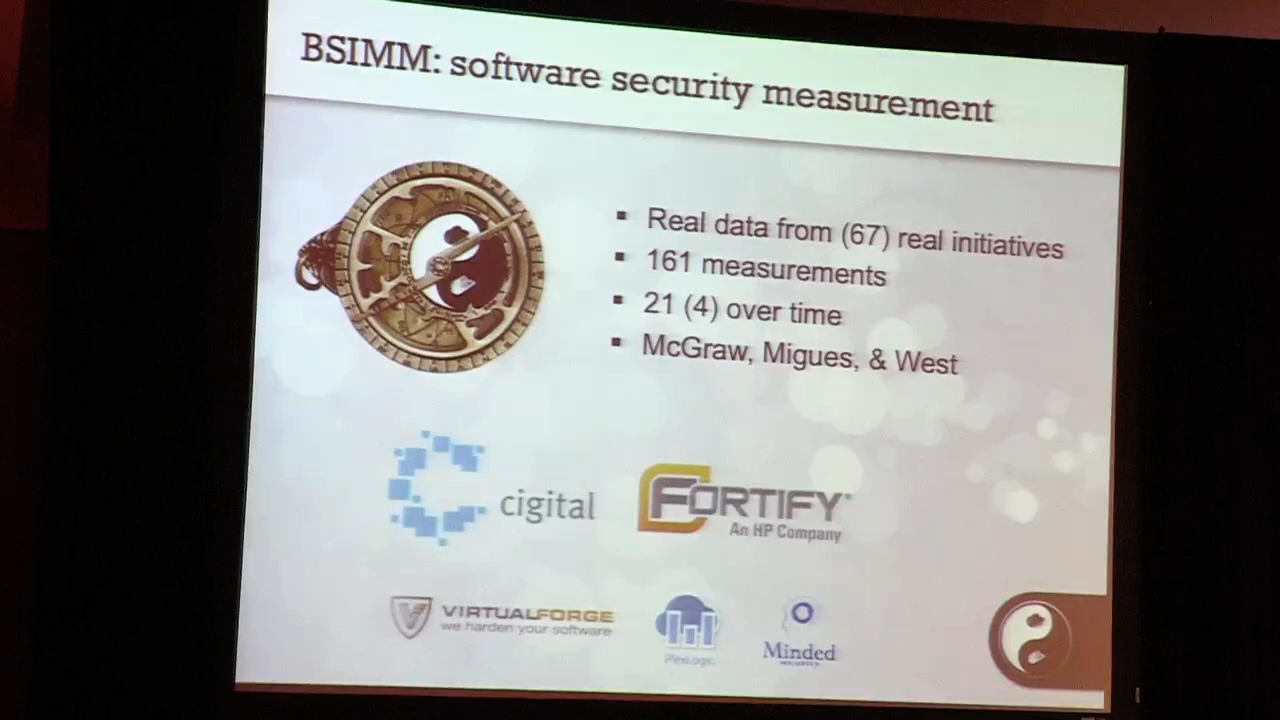 BSIMM: software security measurement
Real data from (67) real initiatives
161 measurements
21 (4) over time
McGraw, Migues, & West
cigital
FORTIFY
An HP Company
VIRTUALFORGE
we harden your software
PlexLogic
Minded